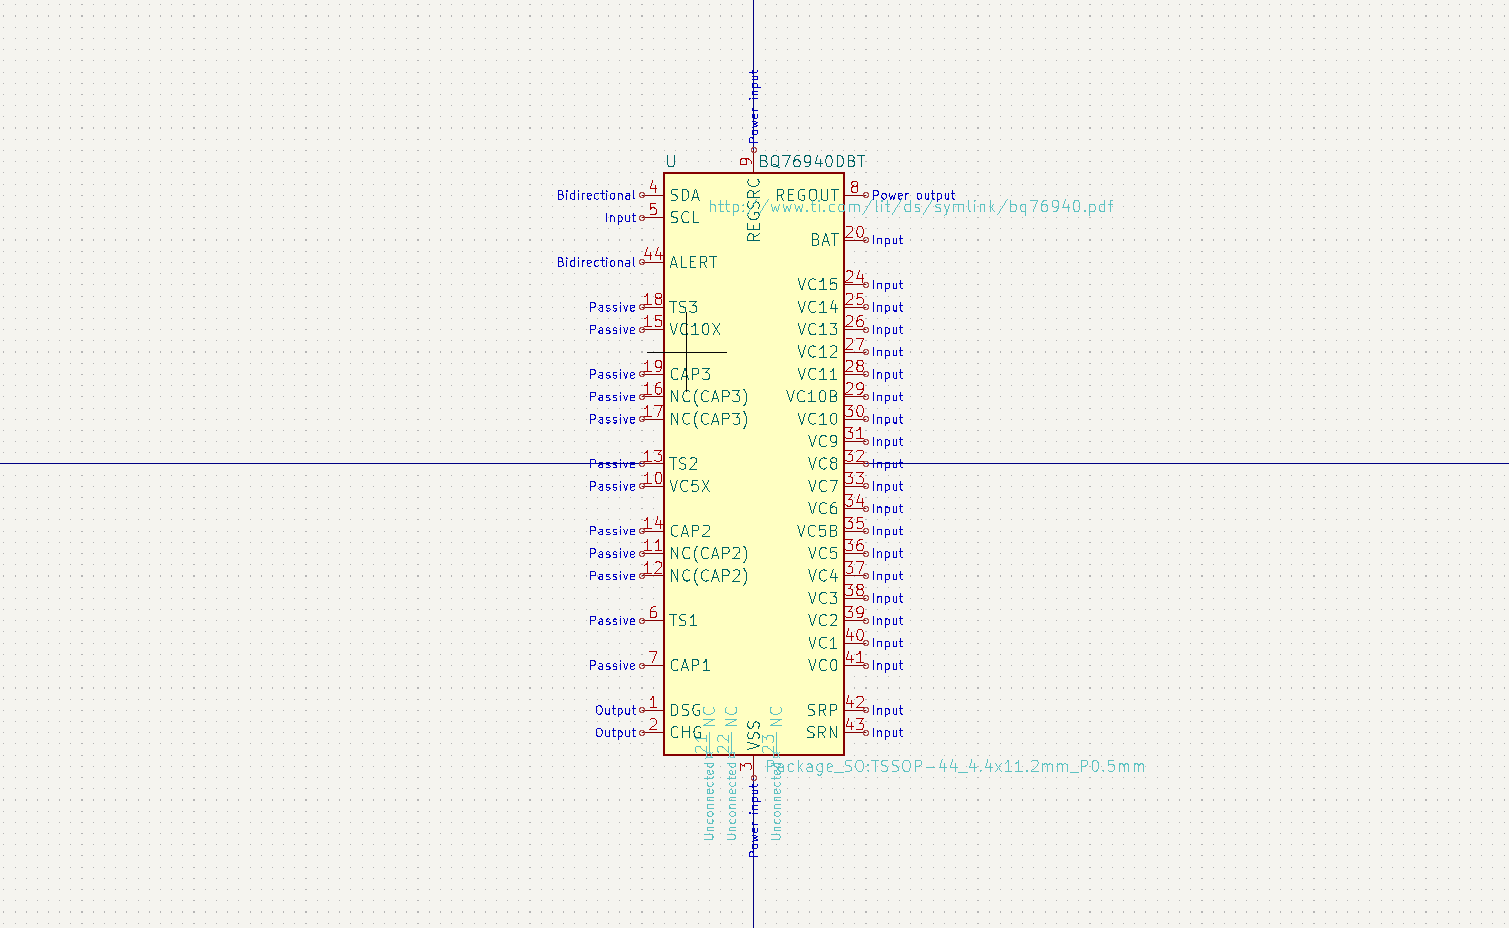 Power input
9
U
BQ76940DBT
REGSRC
Bidirectional 4 SDA
REGOUT 8 Power output
http://www.ti.com/lit/ds/symlink/bq76940.pdf
Input 5 SCL
BAT 20 Input
Bidirectional 44 ALERT
VC15 24 Input
Passive 18 TS3
VC14 25 Input
Passive 15 VC10X
VC13 26 Input
VC12 27 Input
Passive 19 CAP3
VC11 28 Input
Passive 16 NC(CAP3)
VC10B 29 Input
Passive 17 NC(CAP3)
VC10 30 Input
VC9 31 Input
Passive 13 TS2
VC8 32 Input
Passive 10 VC5X
VC7 33 Input
VC6 34 Input
Passive 14 CAP2
VC5B 35 Input
Passive 11 NC(CAP2)
VC5 36 Input
Passive 12 NC(CAP2)
VC4 37 Input
VC3 38 Input
Passive 6 TS1
VC2 39 Input
VC1 40 Input
Passive 7 CAP1
VC0 41 Input
Output 1 DSG
SRP 42 Input
Output 2 CHG
SRN 43 Input
NC 21 Unconnected
NC 22 Unconnected
VSS 3 Power input
NC 23 Unconnected
Package_SO:TSSOP-44_4.4x11.2mm_P0.5mm